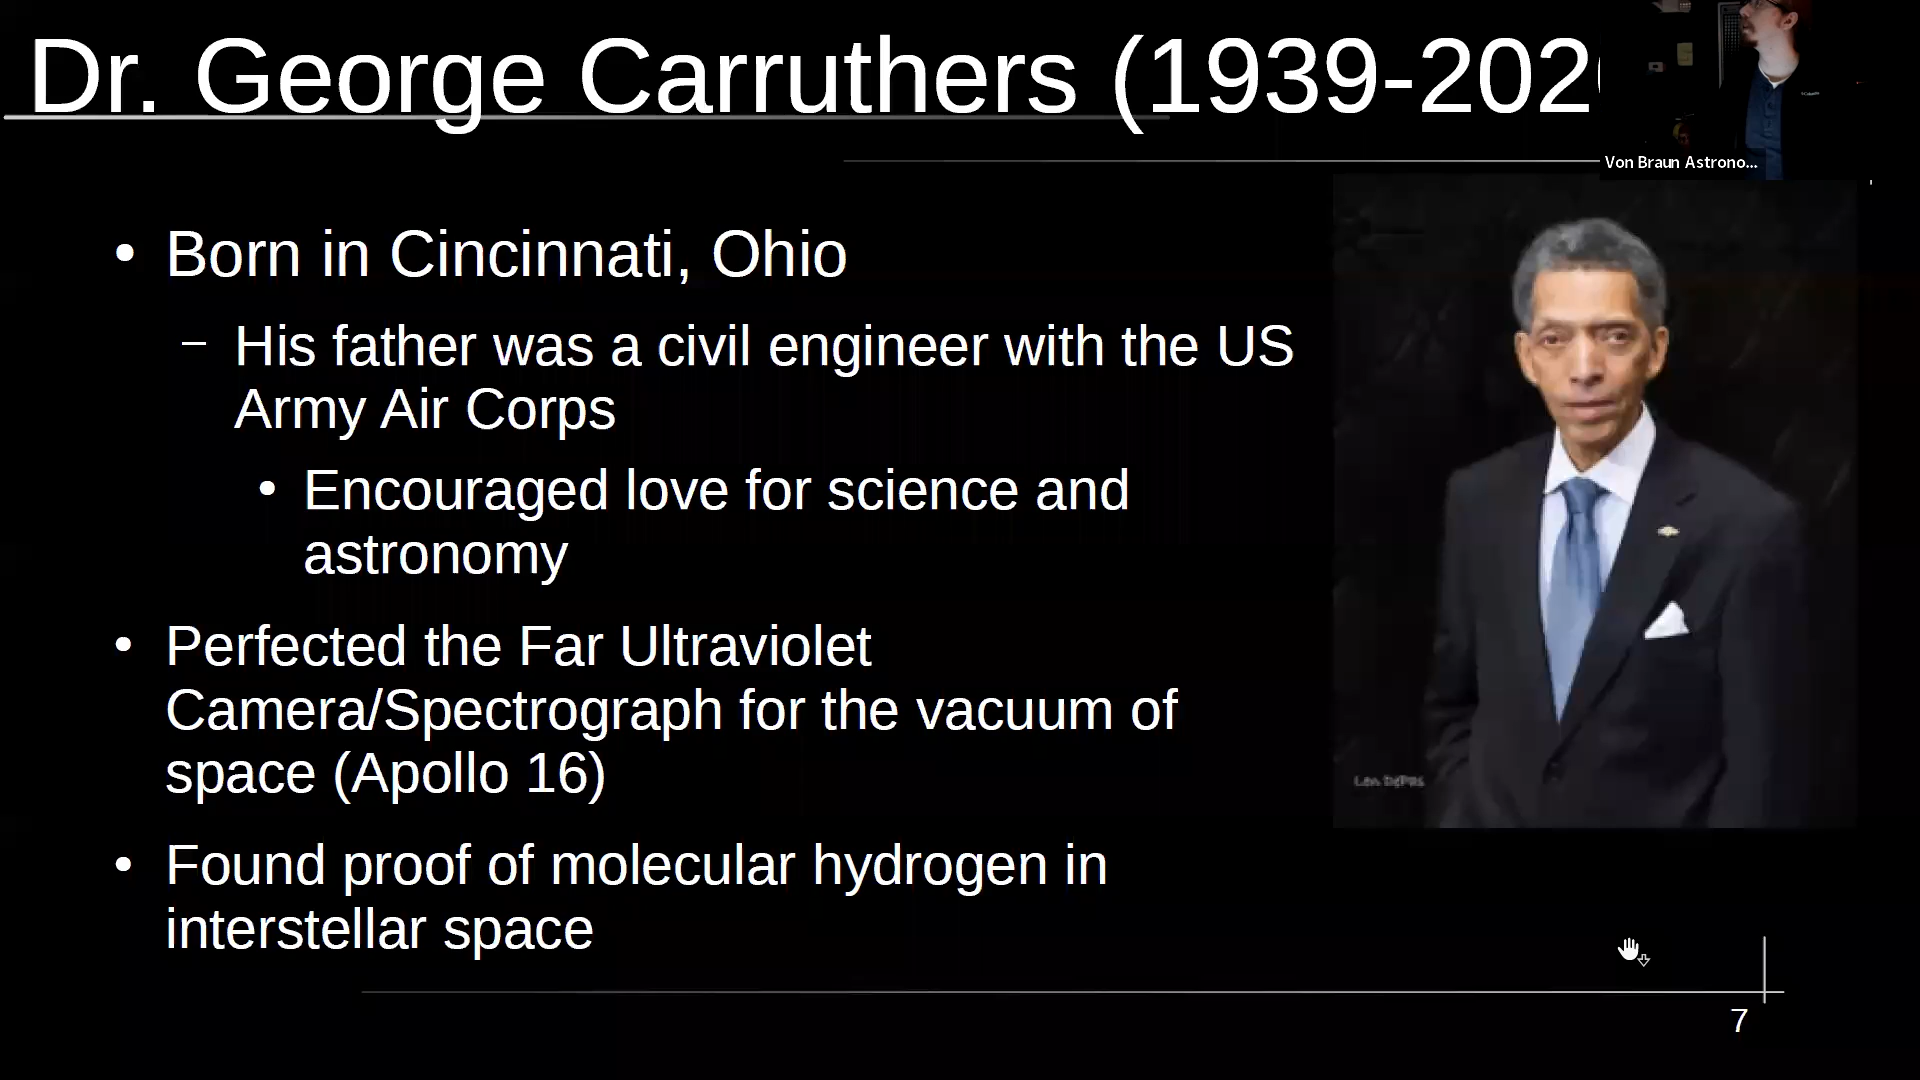 Dr. George Carruthers (1939-202
Von Braun Astrono...
• Born in Cincinnati, Ohio
– His father was a civil engineer with the US
Army Air Corps
• Encouraged love for science and
astronomy
• Perfected the Far Ultraviolet
Camera/Spectrograph for the vacuum of
space (Apollo 16)
• Found proof of molecular hydrogen in
interstellar space
7